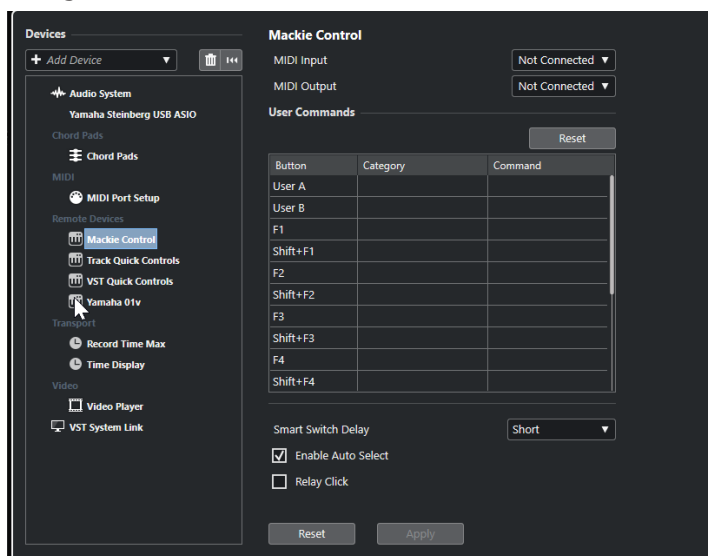 Devices
+ Add Device
Audio System
Yamaha Steinberg USB ASIO
Chord Pads
Chord Pads
MIDI
MIDI Port Setup
Remote Devices
Mackie Control
Track Quick Controls
VST Quick Controls
Yamaha 01v
Transport
Record Time Max
Time Display
Video
Video Player
VST System Link
Mackie Control
MIDI Input Not Connected
MIDI Output Not Connected
User Commands
Reset
Button Category Command
User A
User B
F1
Shift+F1
F2
Shift+F2
F3
Shift+F3
F4
Shift+F4
Smart Switch Delay Short
Enable Auto Select
Relay Click
Reset Apply